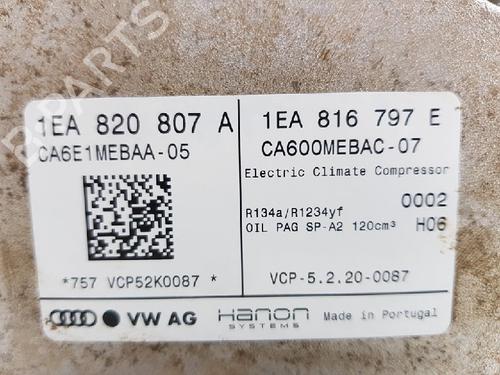 1EA 820 807 A
CA6E1MEBAA-05
*757 VCP52K0087 *
1EA 816 797 E
CA600MEBAC-07
Electric Climate Compressor
R134a/R1234yf 0002
OIL PAG SP-A2 120cm³ H06
VCP-5.2.20-0087
VW AG HANON SYSTEMS Made in Portugal